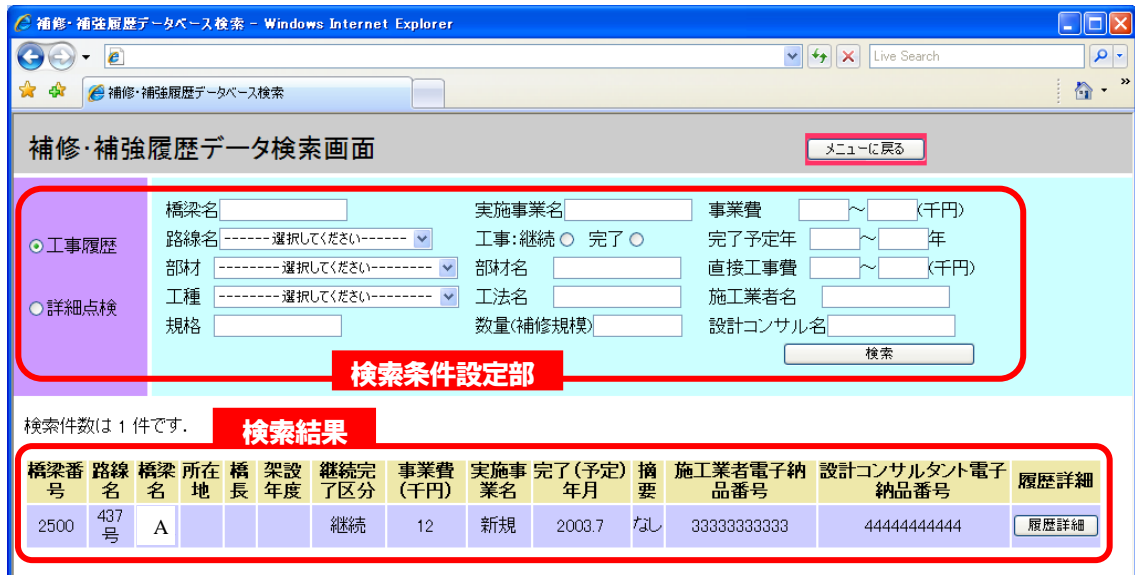 補修・補強履歴データベース検索 - Windows Internet Explorer
Live Search
補修・補強履歴データベース検索
補修・補強履歴データ検索画面
メニューに戻る
橋梁名 実施事業名 事業費 ～ (千円)
工事履歴
路線名 ------選択してください------ 工事:継続 完了 完了予定年 ～ 年
部材 --------選択してください-------- 部材名 直接工事費 ～ (千円)
詳細点検
工種 --------選択してください-------- 工法名 施工業者名
規格 数量(補修規模) 設計コンサル名
検索
検索条件設定部
検索件数は 1 件です.
検索結果
橋梁番号 路線名 橋梁名 所在地 橋長 架設年度 継続完了区分 事業費(千円) 実施事業名 完了(予定)年月 摘要 施工業者電子納品番号 設計コンサルタント電子納品番号 履歴詳細
2500 437号 A 継続 12 新規 2003.7 なし 33333333333 44444444444 履歴詳細